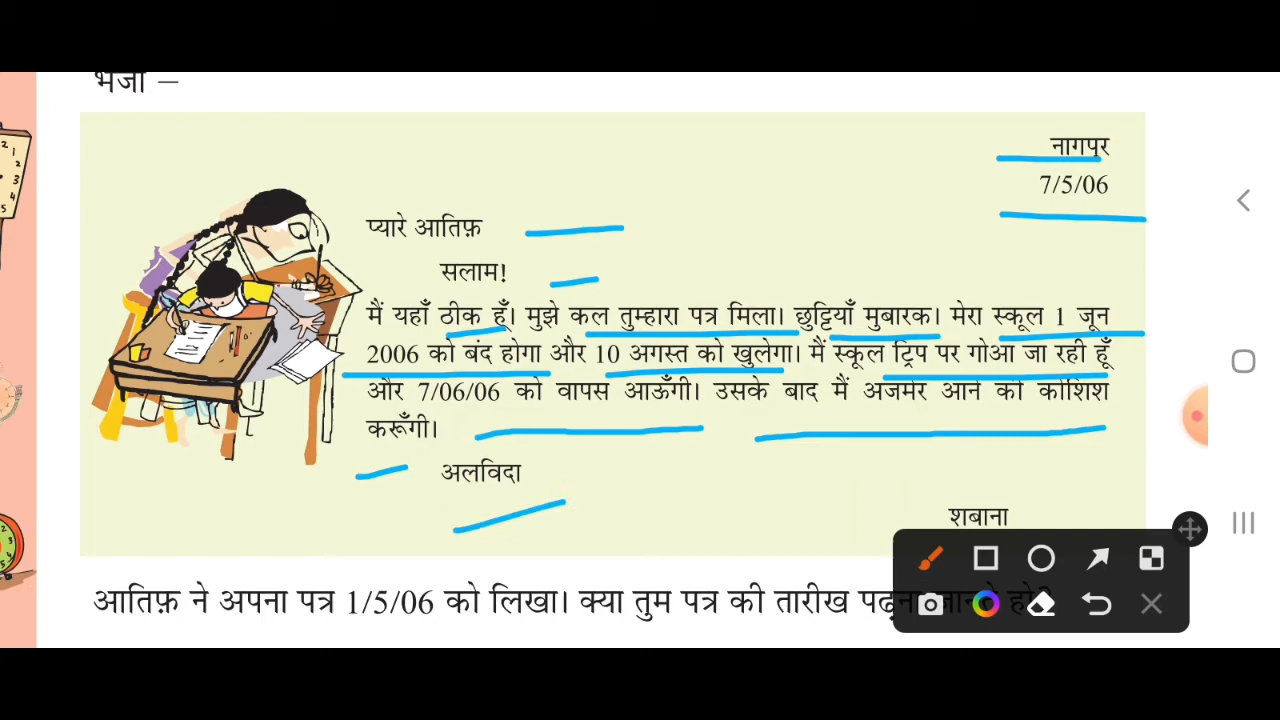 भेजा –
नागपुर
7/5/06
प्यारे आतिफ़
सलाम!
मैं यहाँ ठीक हूँ। मुझे कल तुम्हारा पत्र मिला। छुट्टियाँ मुबारक। मेरा स्कूल 1 जून
2006 को बंद होगा और 10 अगस्त को खुलेगा। मैं स्कूल ट्रिप पर गोआ जा रही हूँ
और 7/06/06 को वापस आऊँगी। उसके बाद मैं अजमेर आने की कोशिश
करूँगी।
अलविदा
शबाना
आतिफ़ ने अपना पत्र 1/5/06 को लिखा। क्या तुम पत्र की तारीख पढ़ना जानते हो